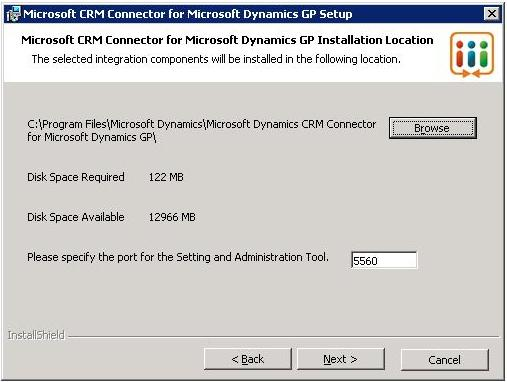 Microsoft CRM Connector for Microsoft Dynamics GP Setup
Microsoft CRM Connector for Microsoft Dynamics GP Installation Location
The selected integration components will be installed in the following location.
C:\Program Files\Microsoft Dynamics\Microsoft Dynamics CRM Connector
for Microsoft Dynamics GP\
Browse
Disk Space Required 122 MB
Disk Space Available 12966 MB
Please specify the port for the Setting and Administration Tool. 5560
InstallShield
< Back Next > Cancel